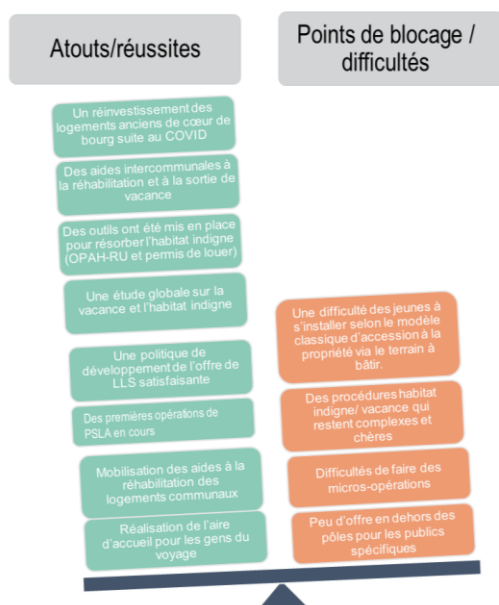 Atouts/réussites
Un réinvestissement des
logements anciens de cœur de
bourg suite au COVID
Des aides intercommunales à
la réhabilitation et à la sortie de
vacance
Des outils ont été mis en place
pour résorber l'habitat indigne
(OPAH-RU et permis de louer)
Une étude globale sur la
vacance et l'habitat indigne
Une politique de
développement de l'offre de
LLS satisfaisante
Des premières opérations de
PSLA en cours
Mobilisation des aides à la
réhabilitation des
logements communaux
Réalisation de l'aire
d'accueil pour les gens du
voyage
Points de blocage /
difficultés
Une difficulté des jeunes à
s'installer selon le modèle
classique d'accession à la
propriété via le terrain à
bâtir.
Des procédures habitat
indigne/ vacance qui
restent complexes et
chères
Difficultés de faire des
micros-opérations
Peu d'offre en dehors des
pôles pour les publics
spécifiques